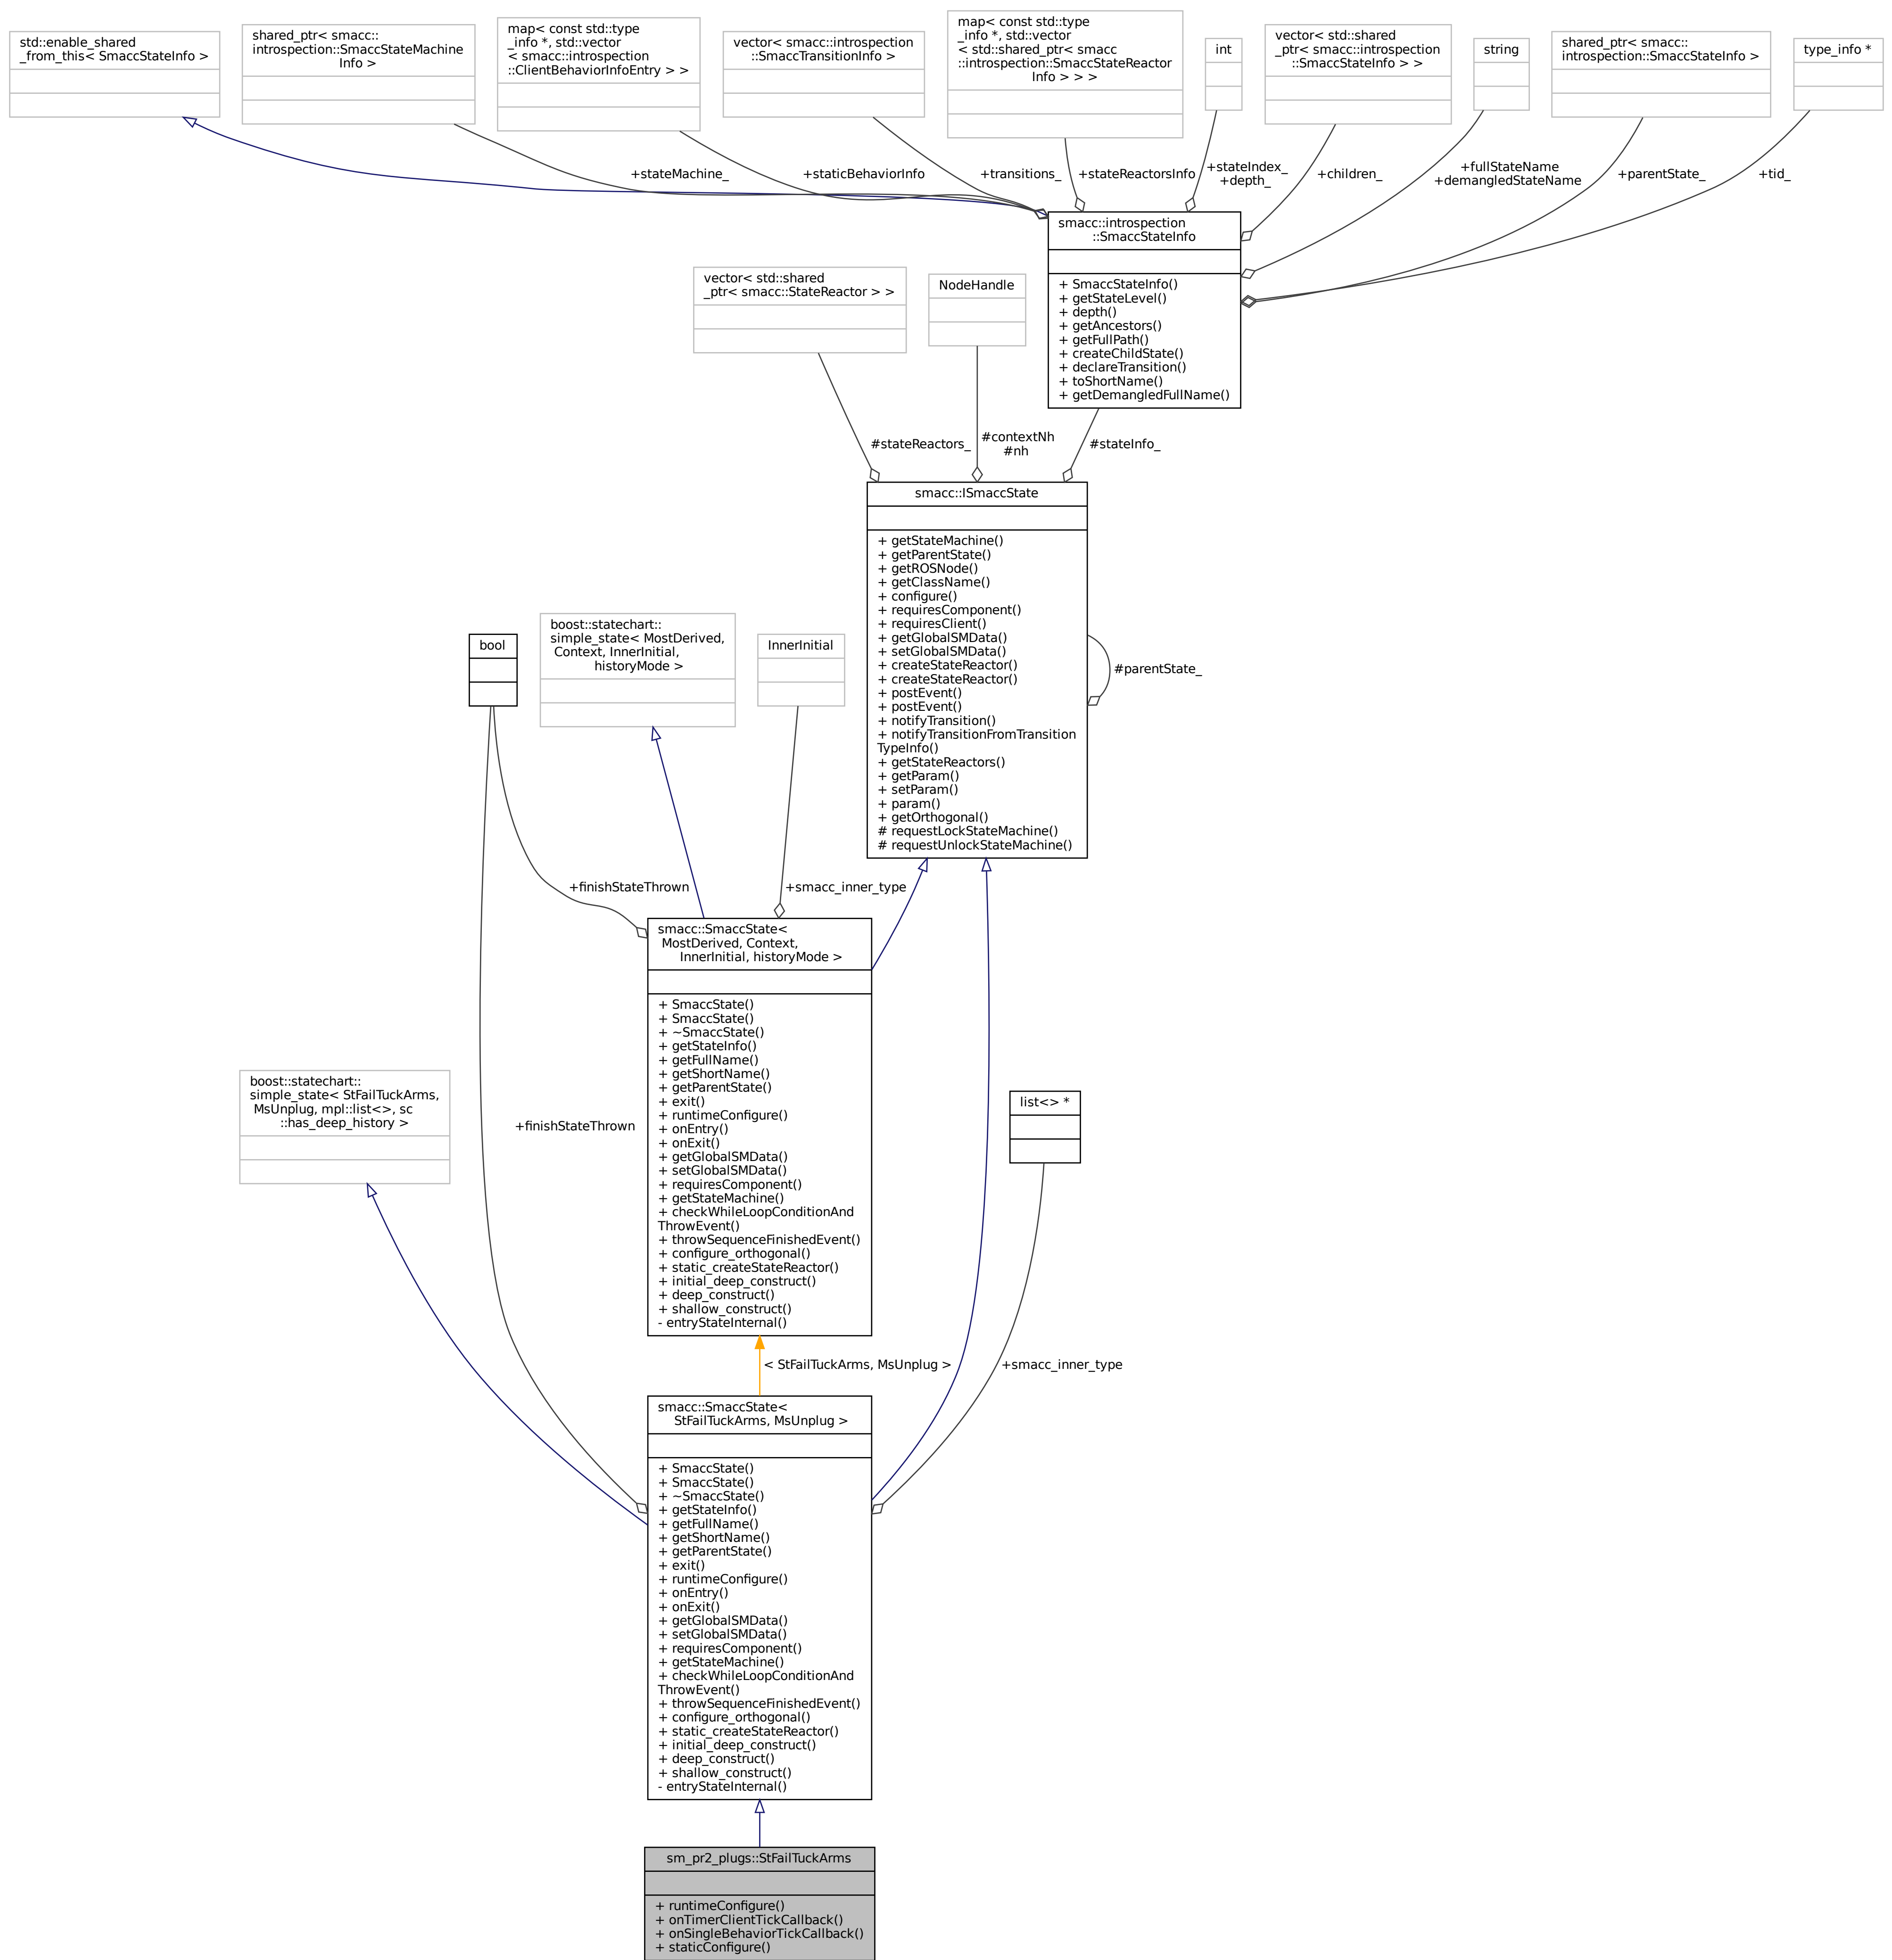 std::enable_shared
_from_this< SmaccStateInfo >
shared_ptr< smacc::
introspection::SmaccStateMachine
Info >
map< const std::type
_info *, std::vector
< smacc::introspection
::ClientBehaviorInfoEntry > >
vector< smacc::introspection
::SmaccTransitionInfo >
map< const std::type
_info *, std::vector
< std::shared_ptr< smacc
::introspection::SmaccStateReactor
Info > > >
int
vector< std::shared
_ptr< smacc::introspection
::SmaccStateInfo > >
string
shared_ptr< smacc::
introspection::SmaccStateInfo >
type_info *
+stateMachine_
+staticBehaviorInfo
+transitions_
+stateReactorsInfo
+stateIndex_
+depth_
+children_
+fullStateName
+demangledStateName
+parentState_
+tid_
smacc::introspection
::SmaccStateInfo
+ SmaccStateInfo()
+ getStateLevel()
+ depth()
+ getAncestors()
+ getFullPath()
+ createChildState()
+ declareTransition()
+ toShortName()
+ getDemangledFullName()
vector< std::shared
_ptr< smacc::StateReactor > >
NodeHandle
#stateReactors_
#contextNh
#nh
#stateInfo_
smacc::ISmaccState
+ getStateMachine()
+ getParentState()
+ getROSNode()
+ getClassName()
+ configure()
+ requiresComponent()
+ requiresClient()
+ getGlobalSMData()
+ setGlobalSMData()
+ createStateReactor()
+ createStateReactor()
+ postEvent()
+ postEvent()
+ notifyTransition()
+ notifyTransitionFromTransition
TypeInfo()
+ getStateReactors()
+ getParam()
+ setParam()
+ param()
+ getOrthogonal()
# requestLockStateMachine()
# requestUnlockStateMachine()
#parentState_
bool
boost::statechart::
simple_state< MostDerived,
Context, InnerInitial,
historyMode >
InnerInitial
+finishStateThrown
+smacc_inner_type
smacc::SmaccState<
MostDerived, Context,
InnerInitial, historyMode >
+ SmaccState()
+ SmaccState()
+ ~SmaccState()
+ getStateInfo()
+ getFullName()
+ getShortName()
+ getParentState()
+ exit()
+ runtimeConfigure()
+ onEntry()
+ onExit()
+ getGlobalSMData()
+ setGlobalSMData()
+ requiresComponent()
+ getStateMachine()
+ checkWhileLoopConditionAnd
ThrowEvent()
+ throwSequenceFinishedEvent()
+ configure_orthogonal()
+ static_createStateReactor()
+ initial_deep_construct()
+ deep_construct()
+ shallow_construct()
- entryStateInternal()
boost::statechart::
simple_state< StFailTuckArms,
MsUnplug, mpl::list<>, sc
::has_deep_history >
+finishStateThrown
list<> *
< StFailTuckArms, MsUnplug >
+smacc_inner_type
smacc::SmaccState<
StFailTuckArms, MsUnplug >
+ SmaccState()
+ SmaccState()
+ ~SmaccState()
+ getStateInfo()
+ getFullName()
+ getShortName()
+ getParentState()
+ exit()
+ runtimeConfigure()
+ onEntry()
+ onExit()
+ getGlobalSMData()
+ setGlobalSMData()
+ requiresComponent()
+ getStateMachine()
+ checkWhileLoopConditionAnd
ThrowEvent()
+ throwSequenceFinishedEvent()
+ configure_orthogonal()
+ static_createStateReactor()
+ initial_deep_construct()
+ deep_construct()
+ shallow_construct()
- entryStateInternal()
sm_pr2_plugs::StFailTuckArms
+ runtimeConfigure()
+ onTimerClientTickCallback()
+ onSingleBehaviorTickCallback()
+ staticConfigure()